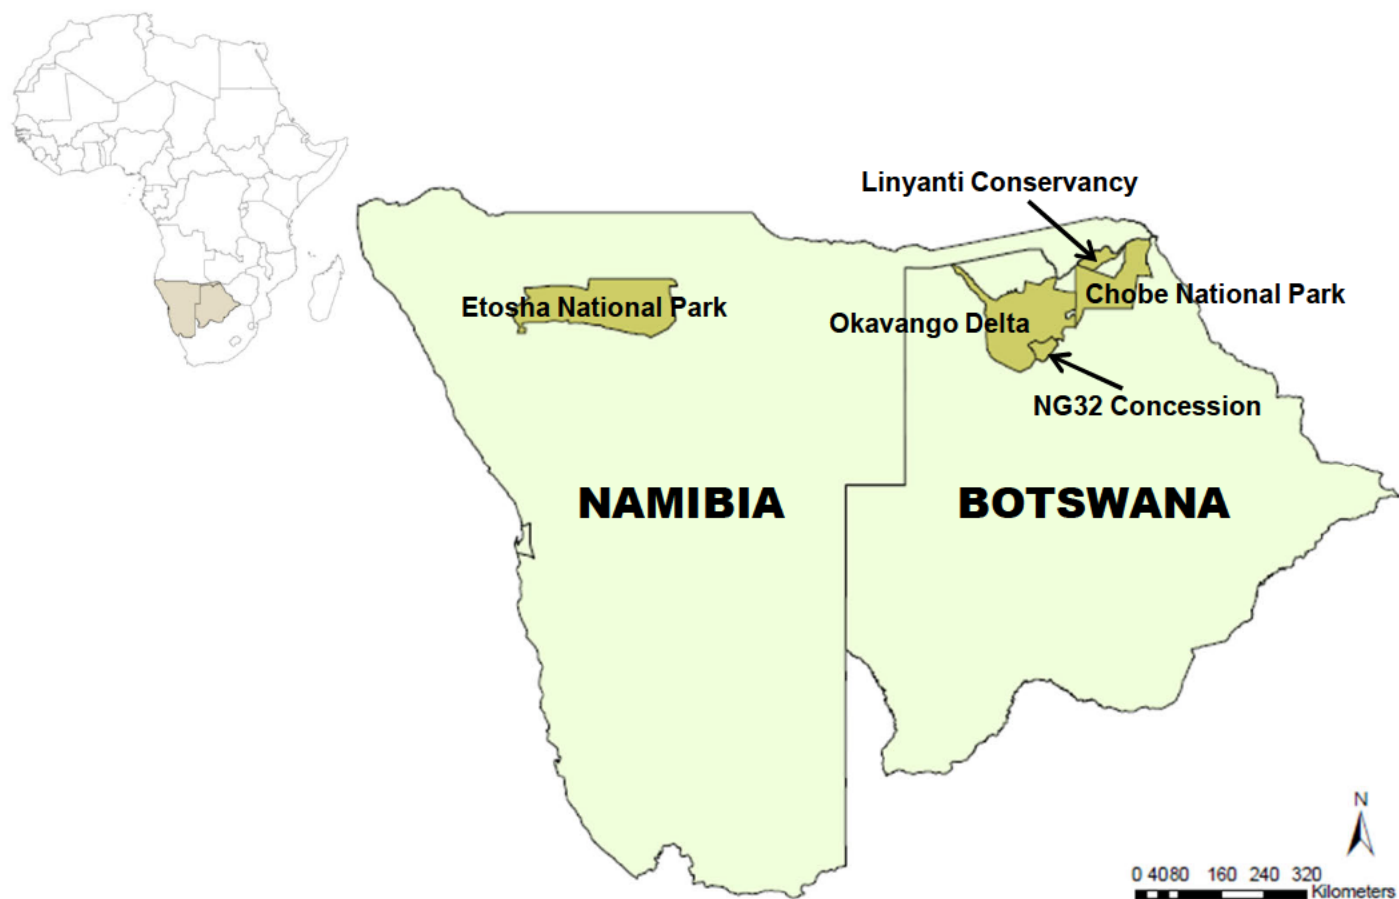 Linyanti Conservancy
Etosha National Park
Chobe National Park
Okavango Delta
NG32 Concession
NAMIBIA
BOTSWANA
N
0 40 80 160 240 320
Kilometers